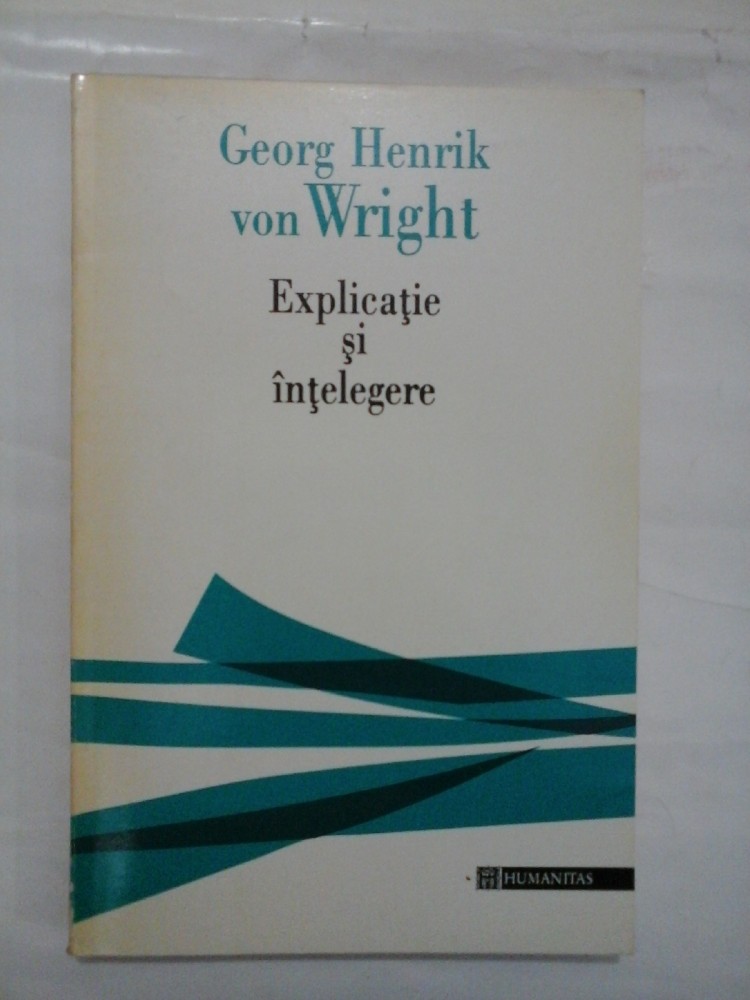 Georg Henrik
von Wright
Explicaţie
şi
înţelegere
HUMANITAS